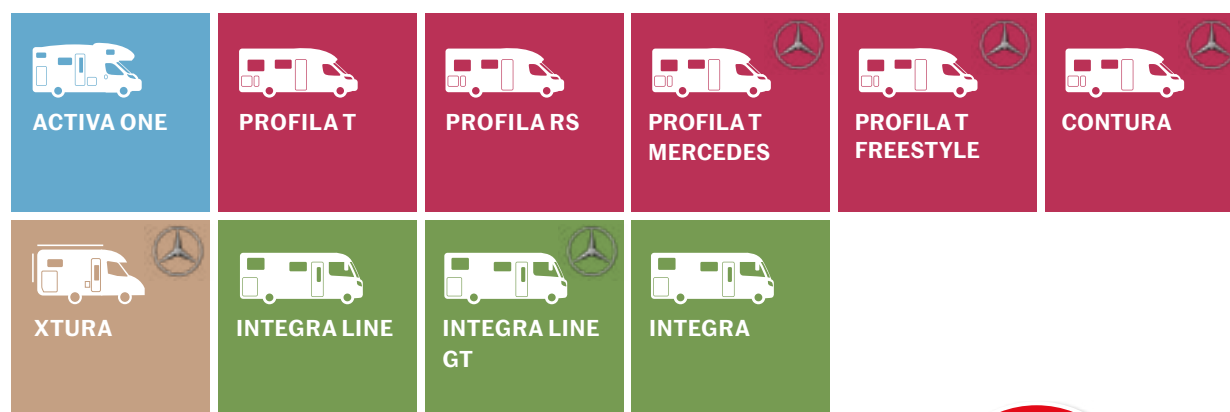 ACTIVA ONE
PROFILA T
PROFILA RS
PROFILA T
MERCEDES
PROFILA T
FREESTYLE
CONTURA
XTURA
INTEGRA LINE
INTEGRA LINE
GT
INTEGRA